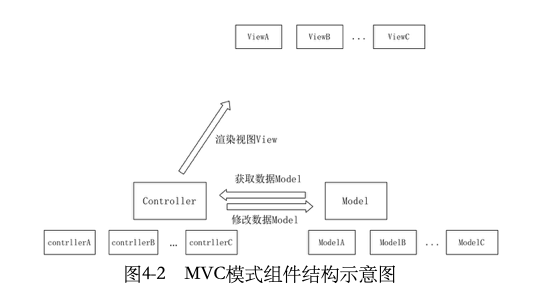 ViewA ViewB ... ViewC
渲染视图View
获取数据Model
Controller Model
修改数据Model
contrllerA contrllerB ... contrllerC ModelA ModelB ... ModelC
图4-2 MVC模式组件结构示意图